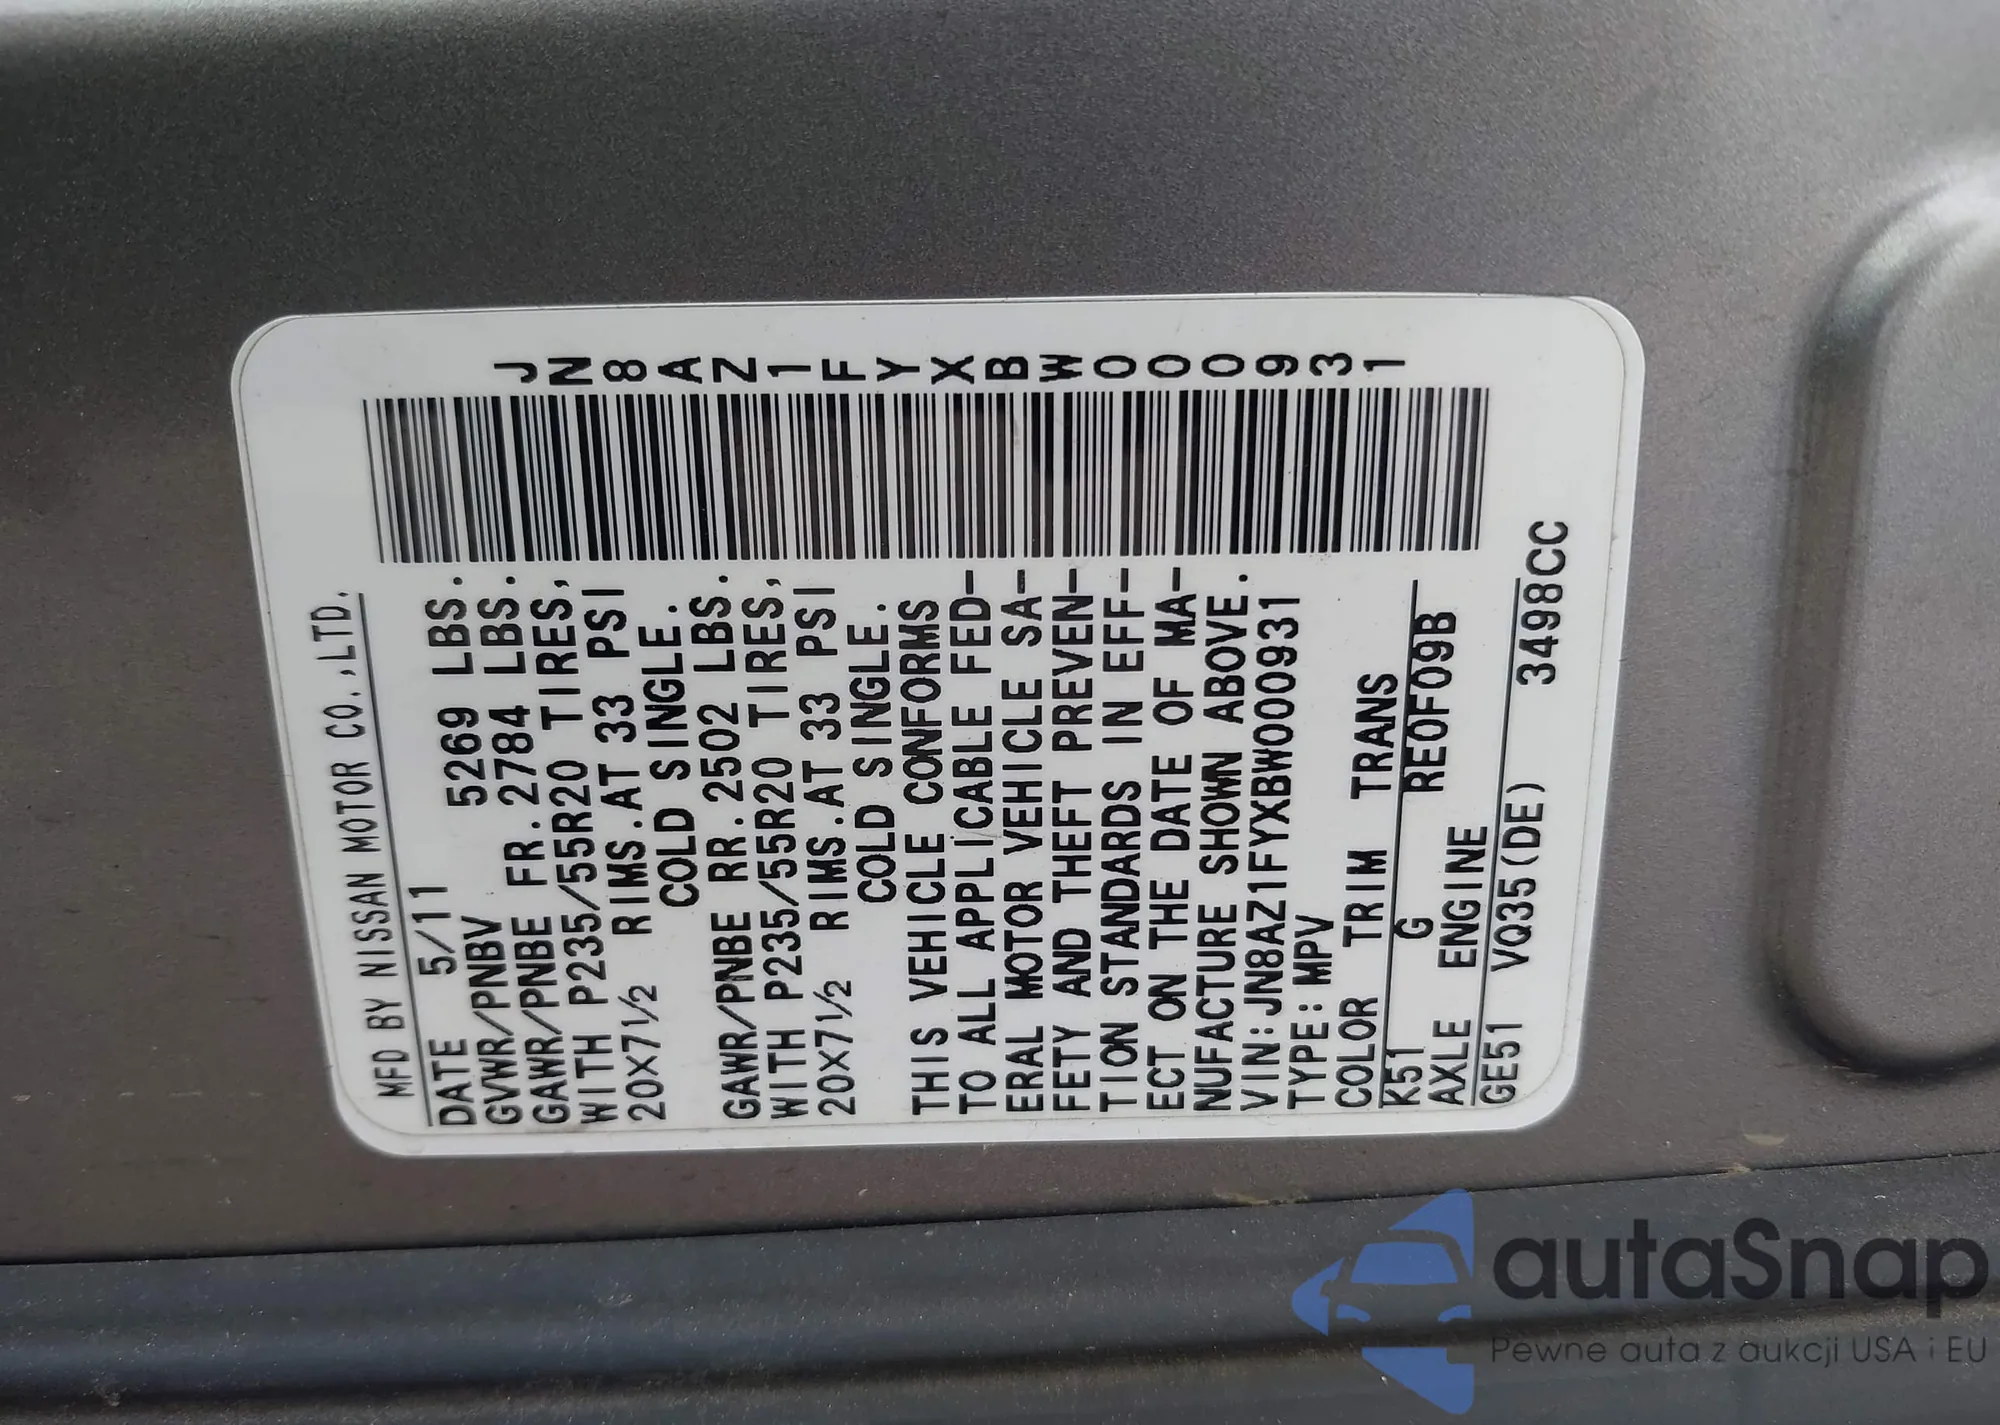 JN8AZ1FYXBW000931
MFD BY NISSAN MOTOR CO.,LTD.
DATE 5/11
GVWR/PNBV 5269 LBS.
GAWR/PNBE FR.2784 LBS.
WITH P235/55R20 TIRES,
20X7½ RIMS.AT 33 PSI
COLD SINGLE.
GAWR/PNBE RR.2502 LBS.
WITH P235/55R20 TIRES,
20X7½ RIMS.AT 33 PSI
COLD SINGLE.
THIS VEHICLE CONFORMS
TO ALL APPLICABLE FED-
ERAL MOTOR VEHICLE SA-
FETY AND THEFT PREVEN-
TION STANDARDS IN EFF-
ECT ON THE DATE OF MA-
NUFACTURE SHOWN ABOVE.
VIN:JN8AZ1FYXBW000931
TYPE:MPV
COLOR TRIM TRANS
K51 G RE0F09B
AXLE ENGINE
GE51 VQ35(DE) 3498CC
autaSnap
Pewne auta z aukcji USA i EU